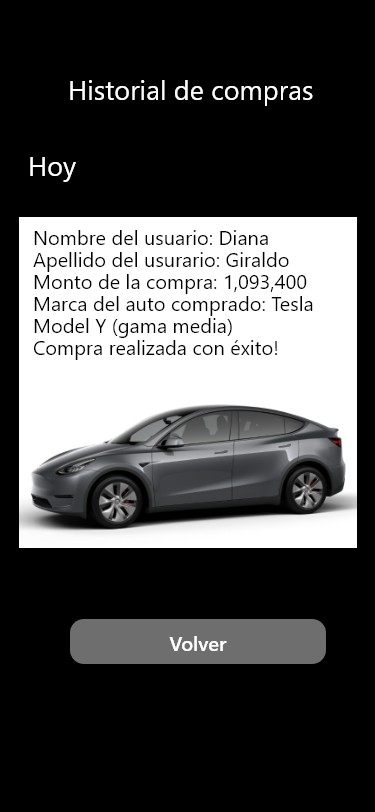 Historial de compras
Hoy
Nombre del usuario: Diana
Apellido del usurario: Giraldo
Monto de la compra: 1,093,400
Marca del auto comprado: Tesla
Model Y (gama media)
Compra realizada con éxito!
Volver